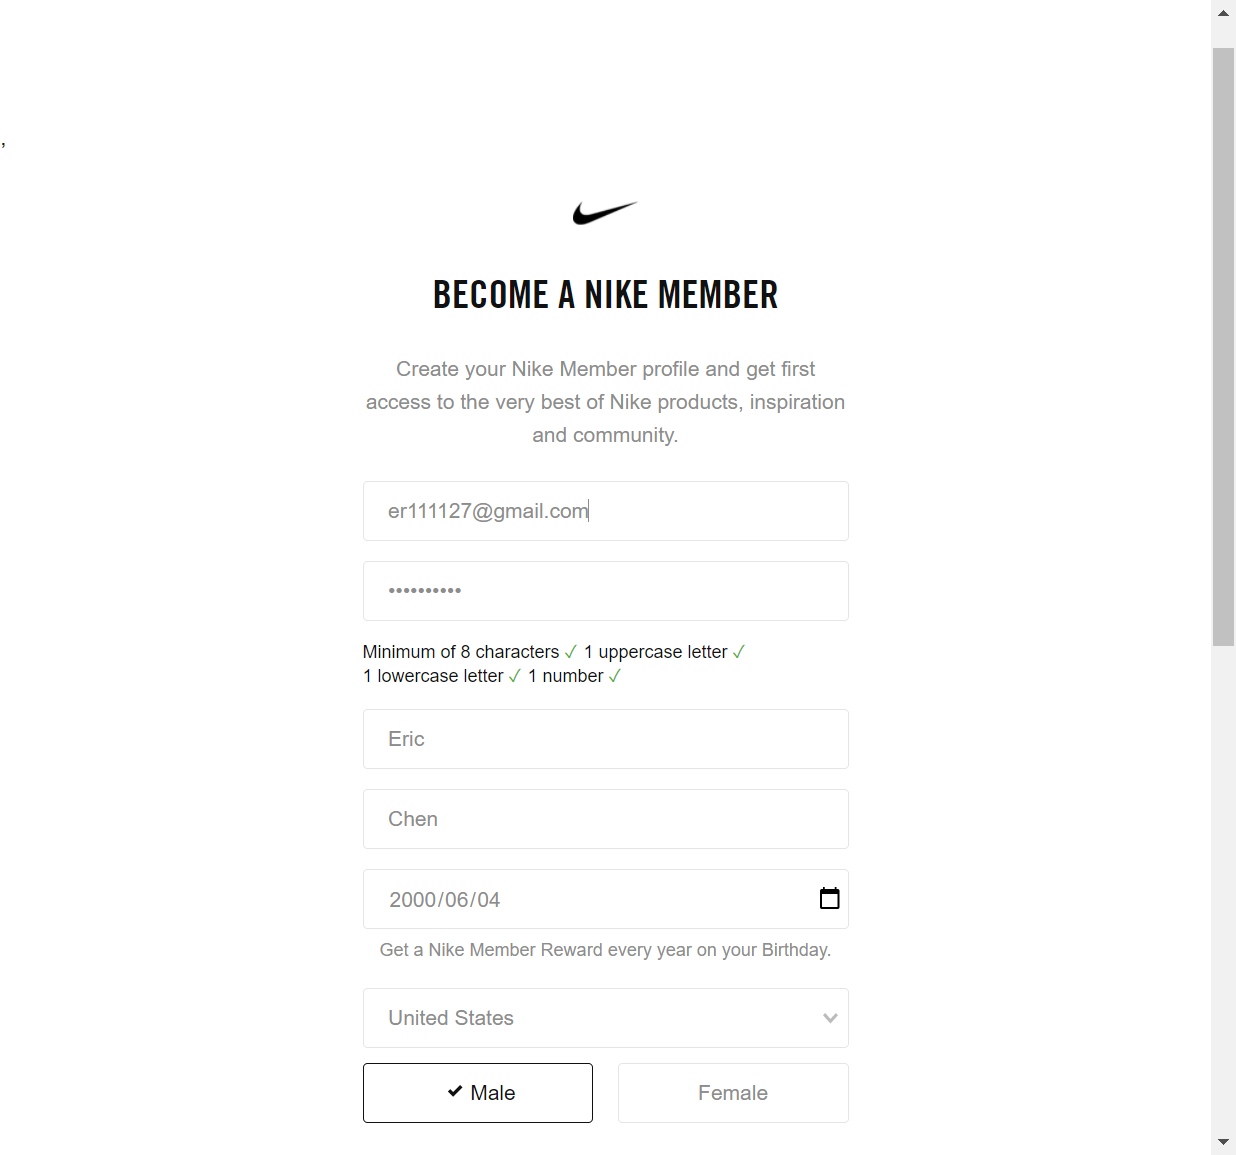 ,
BECOME A NIKE MEMBER
Create your Nike Member profile and get first
access to the very best of Nike products, inspiration
and community.
er111127@gmail.com
••••••••••
Minimum of 8 characters ✓ 1 uppercase letter ✓
1 lowercase letter ✓ 1 number ✓
Eric
Chen
2000/06/04
Get a Nike Member Reward every year on your Birthday.
United States
✔ Male
Female